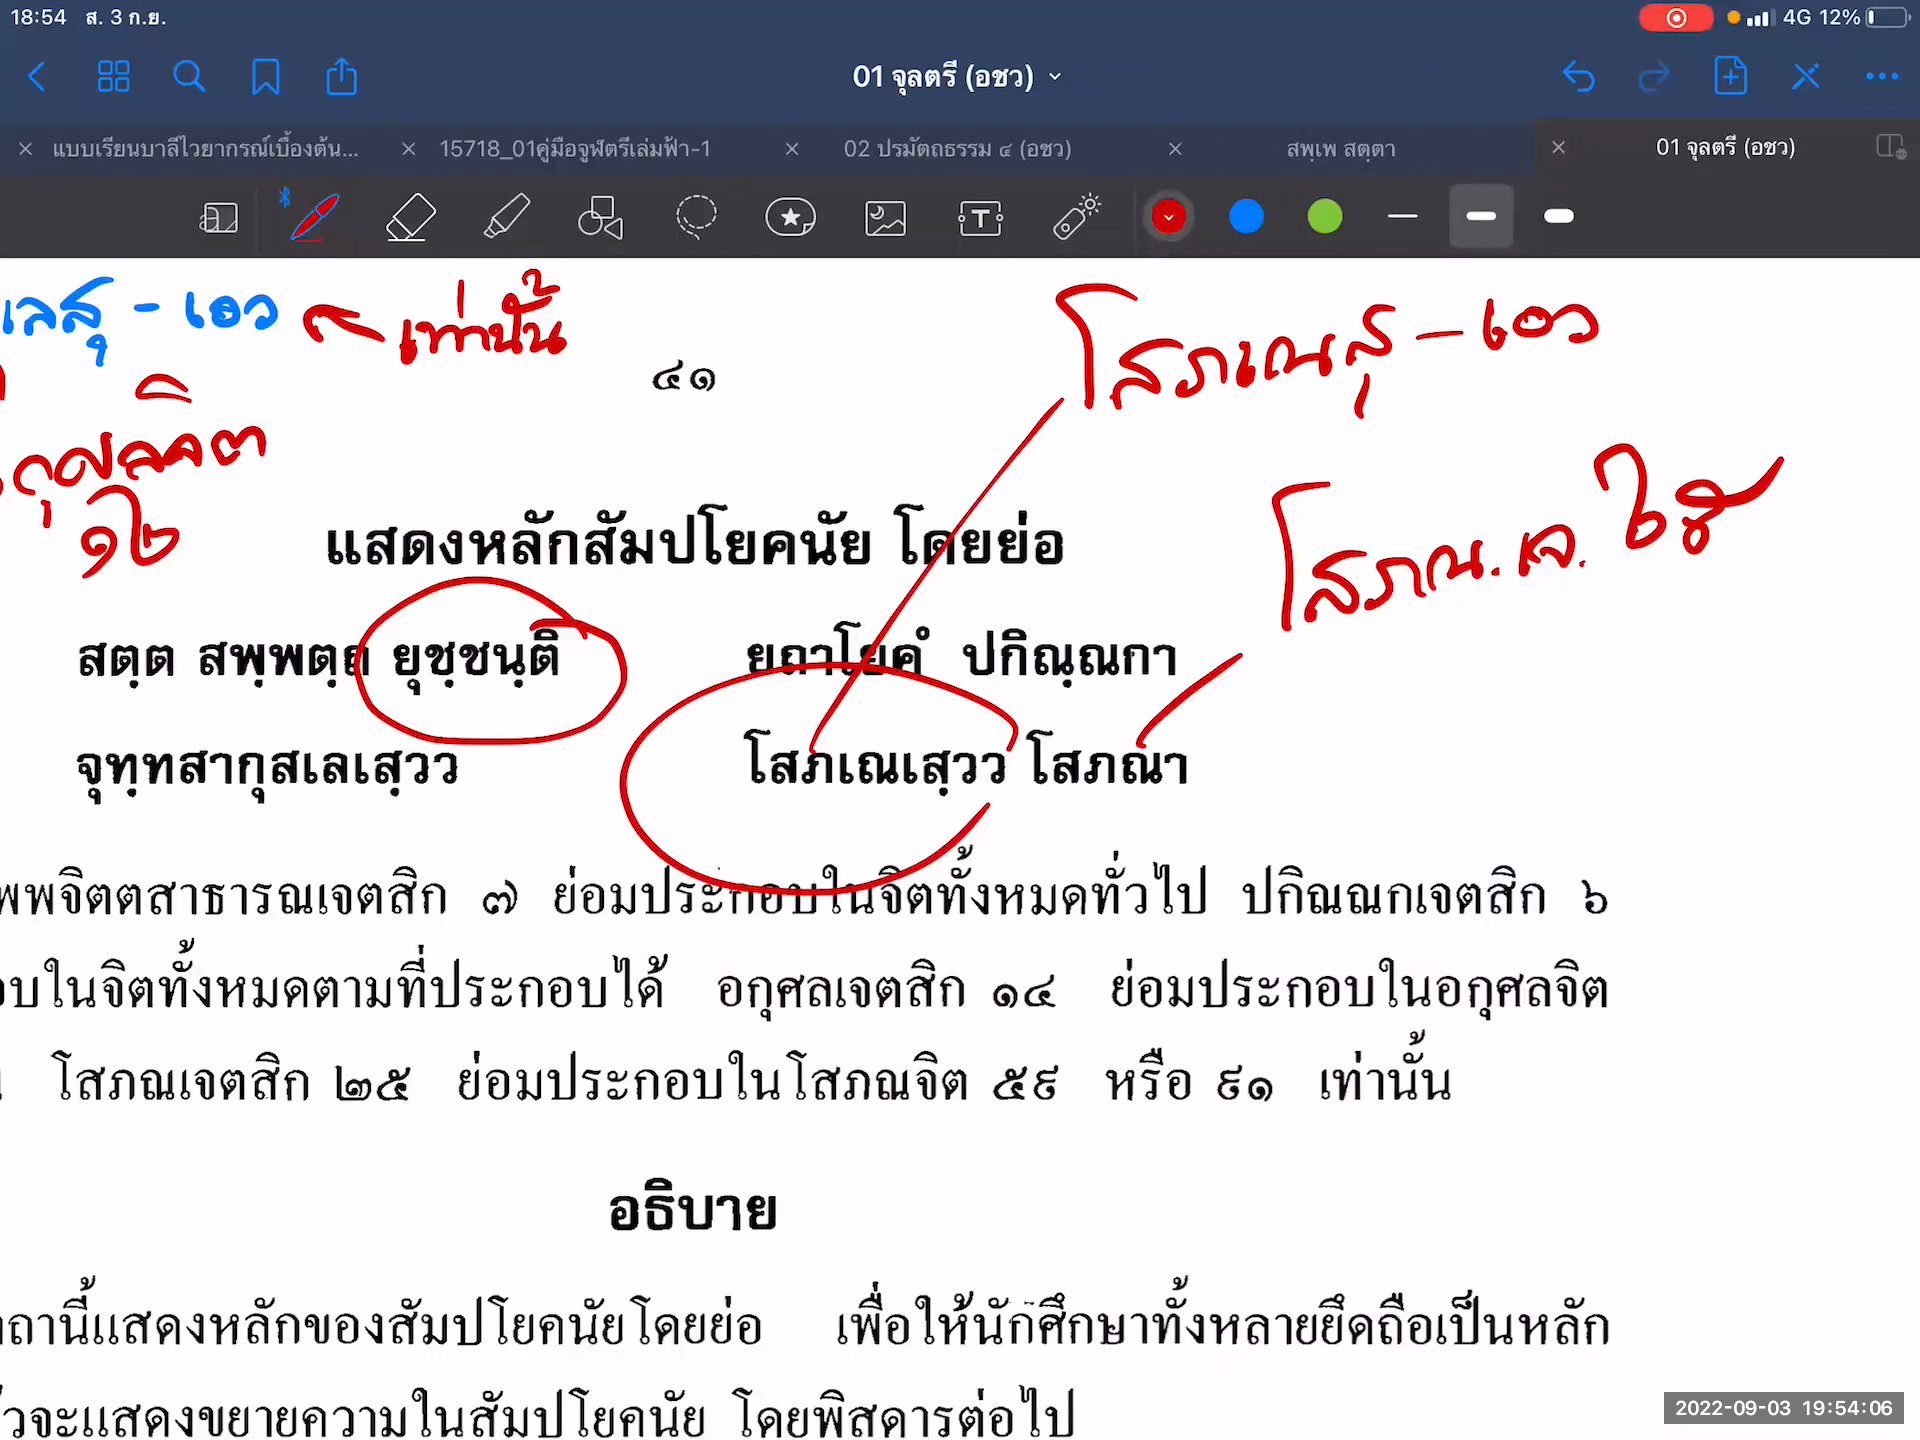 18:54 ส. 3 ก.ย.
4G 12%
01 จุลตรี (อชว)
แบบเรียนบาลีไวยากรณ์เบื้องต้น...
15718_01คู่มือจูฬตรีเล่มฟ้า-1
02 ปรมัตถธรรม ๔ (อชว)
สพฺเพ สตฺตา
01 จุลตรี (อชว)
เลสุ - เอว
เท่านั้น
โสภเณสุ - เอว
๔๑
๑๒
โสภณ.เจ.
แสดงหลักสัมปโยคนัย โดยย่อ
สตฺต สพฺพตฺถ ยุชฺชนฺติ ยถาโยคํ ปกิณฺณกา
จุทฺทสากุสเลเสฺวว โสภเณเสฺวว โสภณา
พพจิตตสาธารณเจตสิก ๗ ย่อมประกอบในจิตทั้งหมดทั่วไป ปกิณณกเจตสิก ๖
อบในจิตทั้งหมดตามที่ประกอบได้ อกุศลเจตสิก ๑๔ ย่อมประกอบในอกุศลจิต
โสภณเจตสิก ๒๕ ย่อมประกอบในโสภณจิต ๕๙ หรือ ๙๑ เท่านั้น
อธิบาย
าถานี้แสดงหลักของสัมปโยคนัยโดยย่อ เพื่อให้นักศึกษาทั้งหลายยึดถือเป็นหลัก
วจะแสดงขยายความในสัมปโยคนัย โดยพิสดารต่อไป
2022-09-03 19:54:06